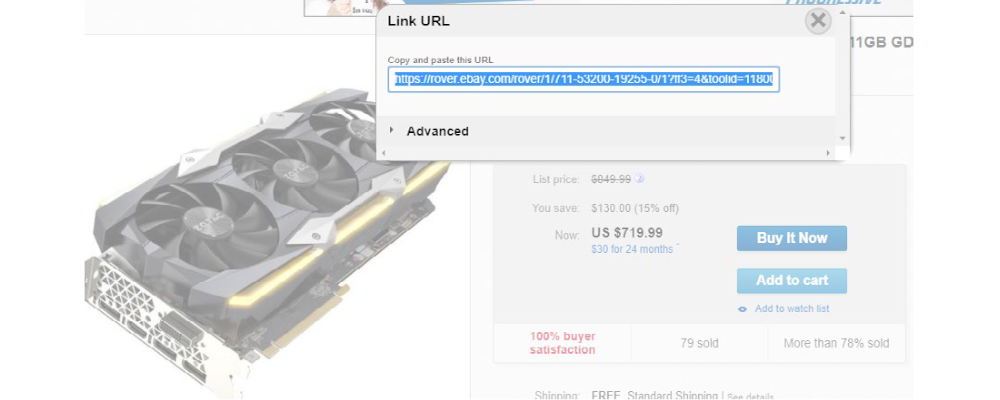 Link URL
11GB GD
Copy and paste this URL
https://rover.ebay.com/rover/1/711-53200-19255-0/1?ff3=4&toolid=11800
Advanced
List price: $849.99
You save: $130.00 (15% off)
Now: US $719.99
$30 for 24 months
Buy It Now
Add to cart
Add to watch list
100% buyer
satisfaction
79 sold
More than 78% sold
Shipping: FREE Standard Shipping | See details
ZOTAC